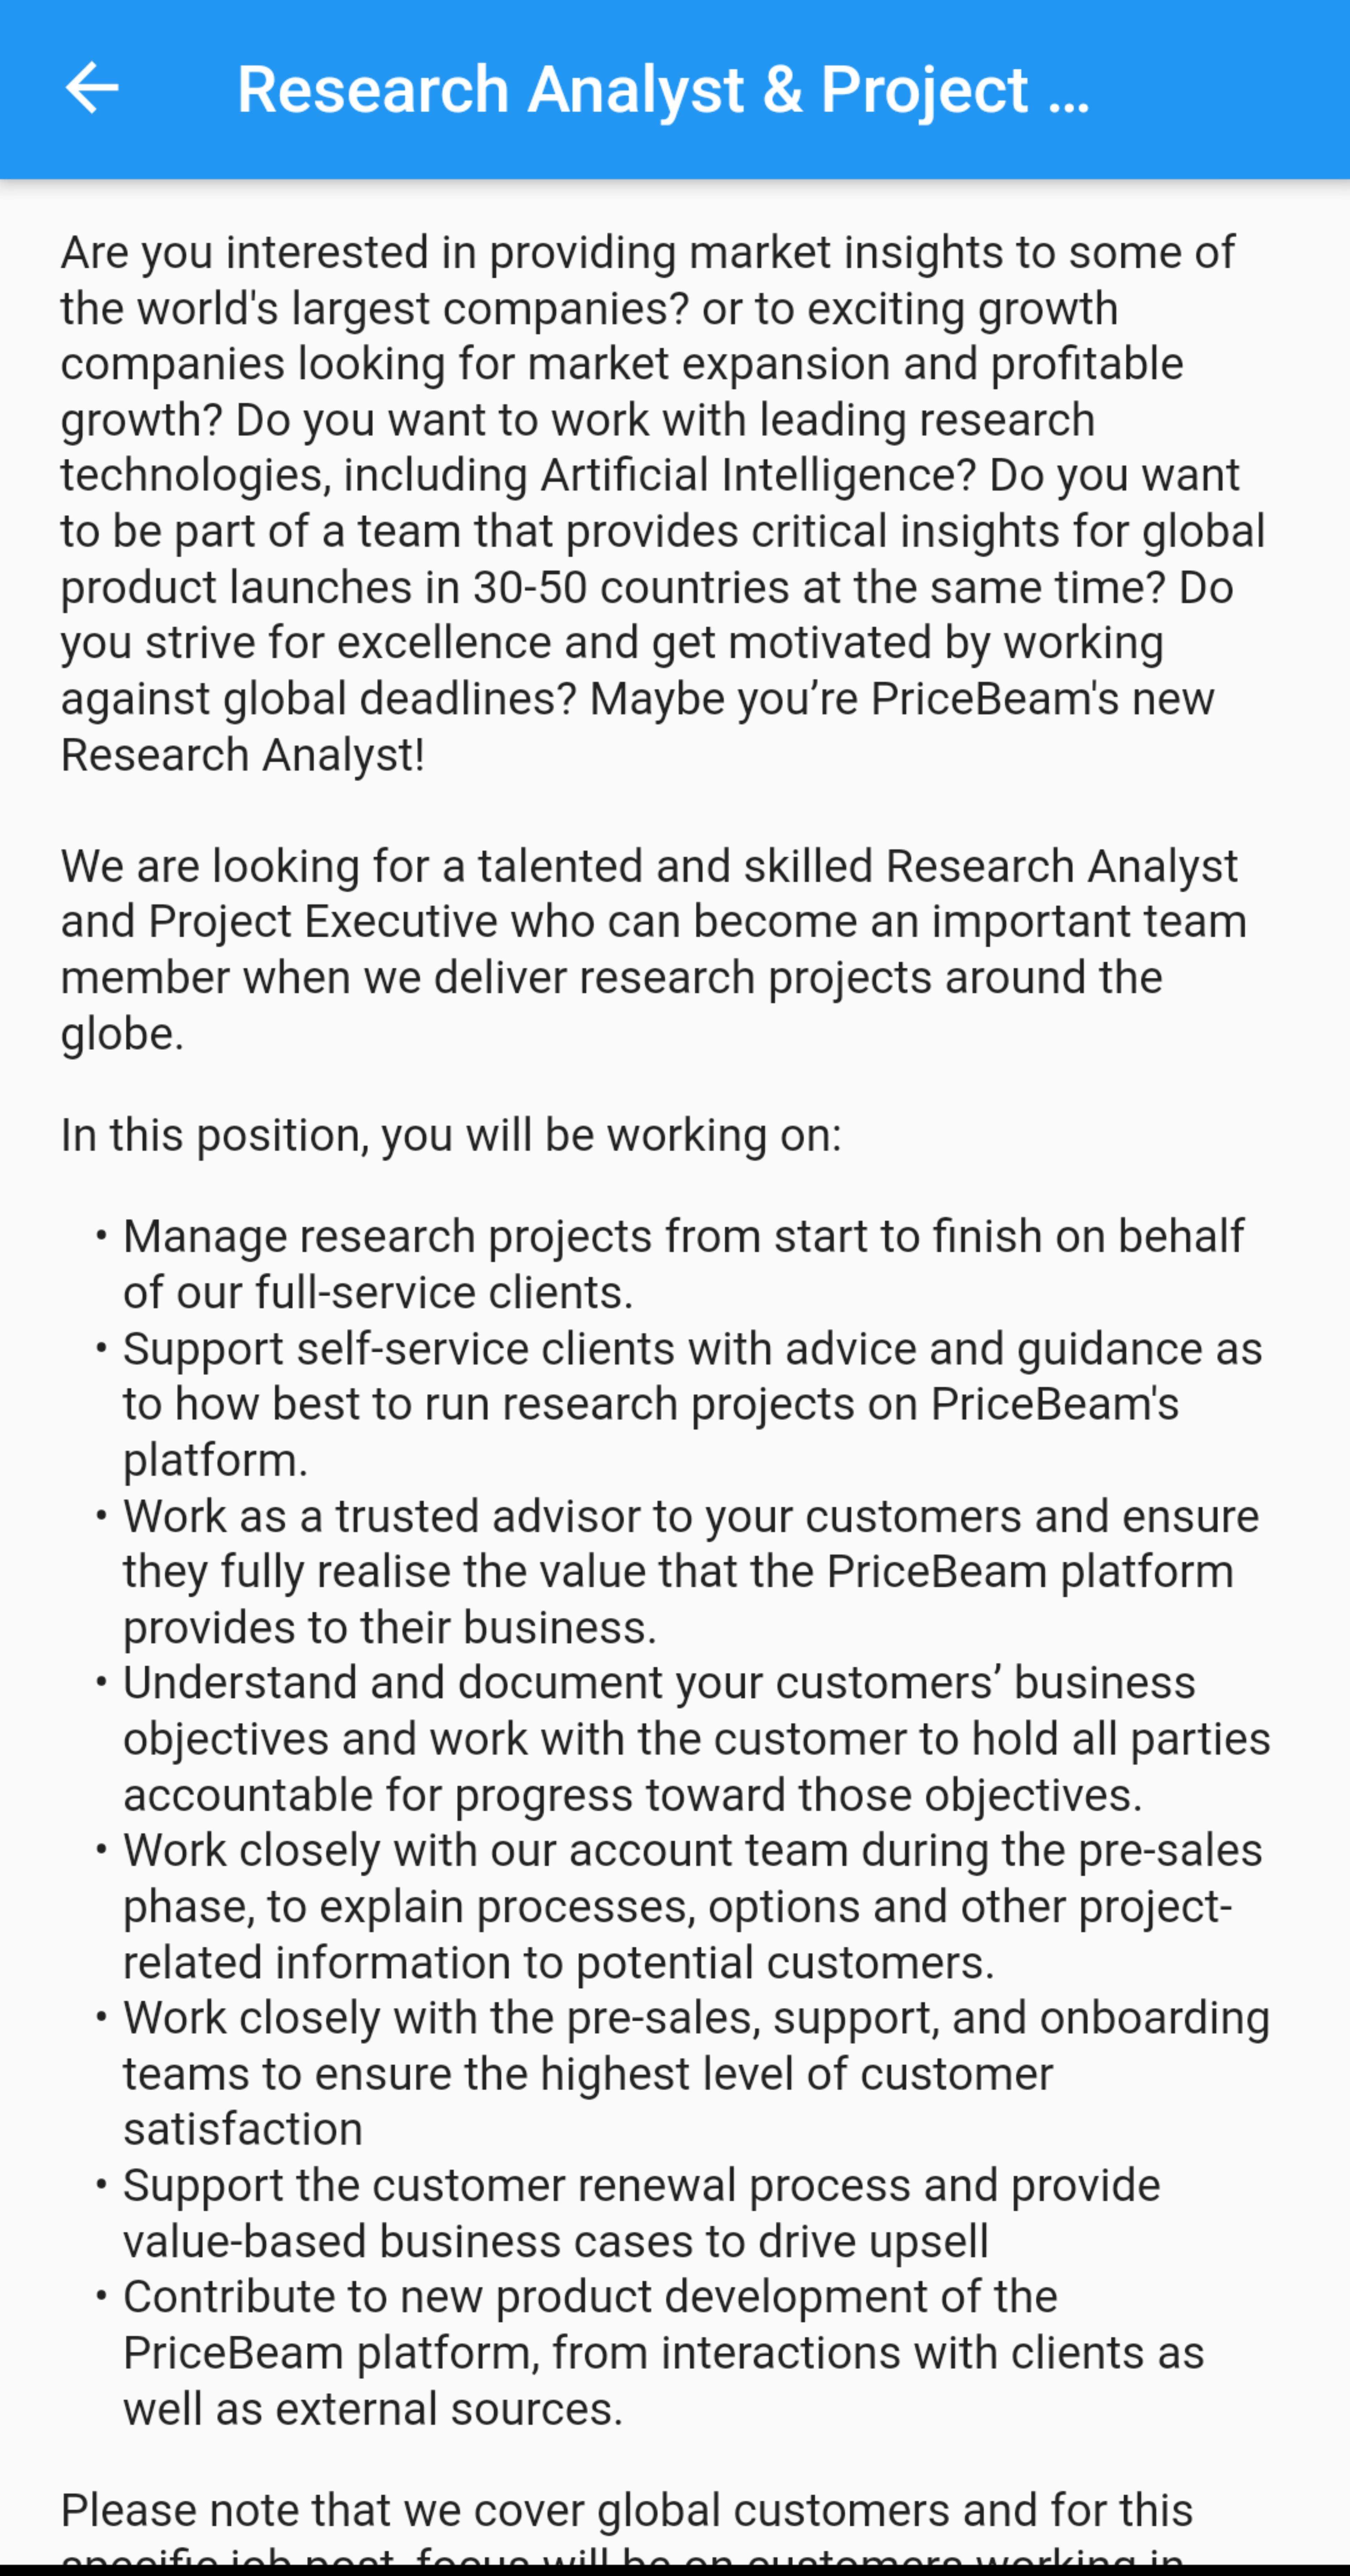 Research Analyst & Project ...
Are you interested in providing market insights to some of
the world's largest companies? or to exciting growth
companies looking for market expansion and profitable
growth? Do you want to work with leading research
technologies, including Artificial Intelligence? Do you want
to be part of a team that provides critical insights for global
product launches in 30-50 countries at the same time? Do
you strive for excellence and get motivated by working
against global deadlines? Maybe you’re PriceBeam's new
Research Analyst!
We are looking for a talented and skilled Research Analyst
and Project Executive who can become an important team
member when we deliver research projects around the
globe.
In this position, you will be working on:
• Manage research projects from start to finish on behalf
of our full-service clients.
• Support self-service clients with advice and guidance as
to how best to run research projects on PriceBeam's
platform.
• Work as a trusted advisor to your customers and ensure
they fully realise the value that the PriceBeam platform
provides to their business.
• Understand and document your customers’ business
objectives and work with the customer to hold all parties
accountable for progress toward those objectives.
• Work closely with our account team during the pre-sales
phase, to explain processes, options and other project-
related information to potential customers.
• Work closely with the pre-sales, support, and onboarding
teams to ensure the highest level of customer
satisfaction
• Support the customer renewal process and provide
value-based business cases to drive upsell
• Contribute to new product development of the
PriceBeam platform, from interactions with clients as
well as external sources.
Please note that we cover global customers and for this
specific job post, focus will be on customers working in